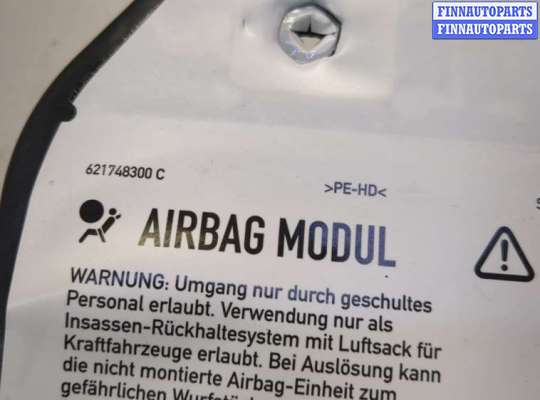 FINNAUTOPARTS
FINNAUTOPARTS
621748300 C
>PE-HD<
AIRBAG MODUL
WARNUNG: Umgang nur durch geschultes
Personal erlaubt. Verwendung nur als
Insassen-Rückhaltesystem mit Luftsack für
Kraftfahrzeuge erlaubt. Bei Auslösung kann
die nicht montierte Airbag-Einheit zum
gefährlichen